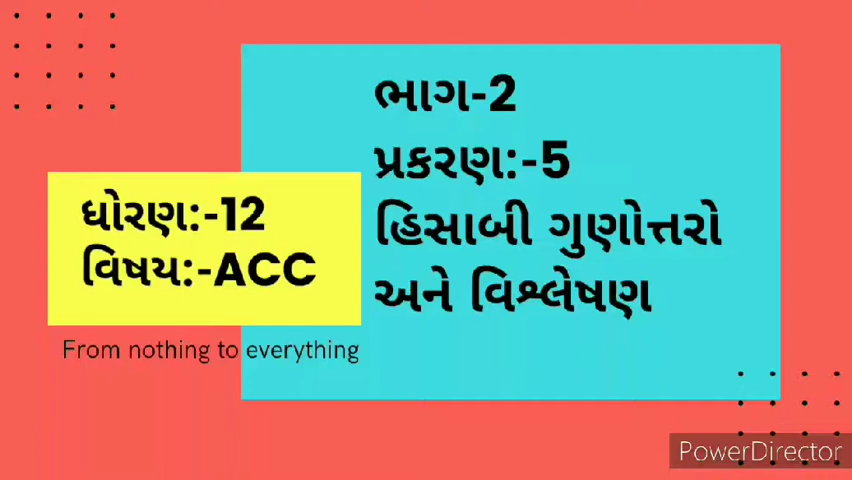 ભાગ-2
પ્રકરણ:-5
હિસાબી ગુણોત્તરો
અને વિશ્લેષણ
ધોરણ:-12
વિષય:-ACC
From nothing to everything
PowerDirector